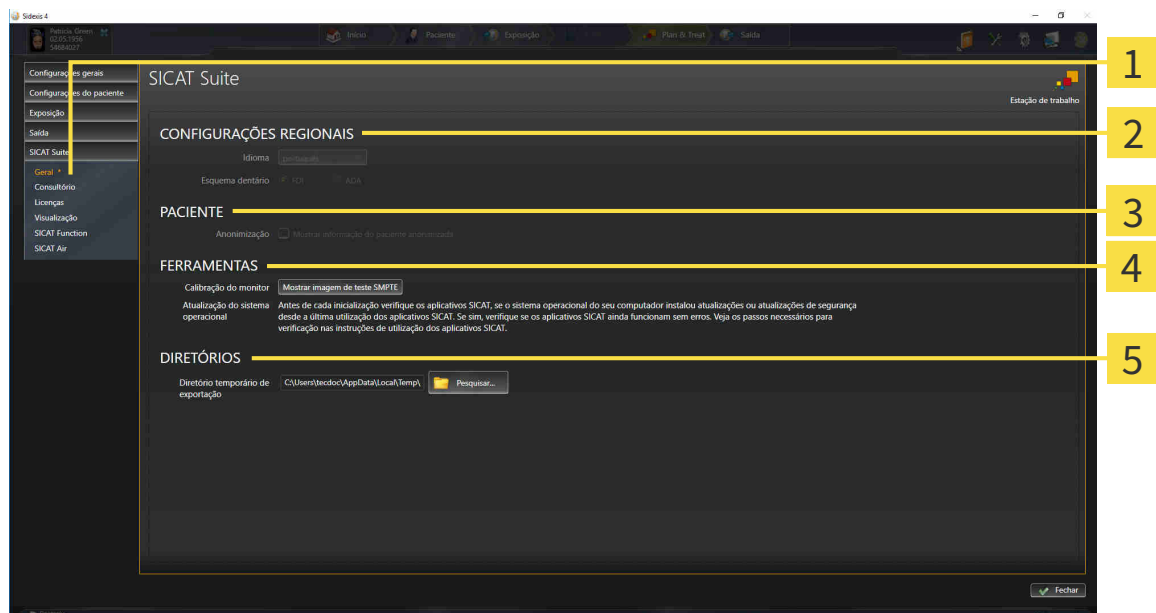 Sidexis 4
Patricia Green
02.05.1956
54684027
Início
Paciente
Exposição
Plan & Treat
Saída
Configurações gerais
Configurações do paciente
Exposição
Saída
SICAT Suite
Geral *
Consultório
Licenças
Visualização
SICAT Function
SICAT Air
SICAT Suite
Estação de trabalho
CONFIGURAÇÕES REGIONAIS
Idioma
português
Esquema dentário
FDI
ADA
PACIENTE
Anonimização
Mostrar informação do paciente anonimizada
FERRAMENTAS
Calibração do monitor
Mostrar imagem de teste SMPTE
Atualização do sistema operacional
Antes de cada inicialização verifique os aplicativos SICAT, se o sistema operacional do seu computador instalou atualizações ou atualizações de segurança
desde a última utilização dos aplicativos SICAT. Se sim, verifique se os aplicativos SICAT ainda funcionam sem erros. Veja os passos necessários para
verificação nas instruções de utilização dos aplicativos SICAT.
DIRETÓRIOS
Diretório temporário de exportação
C:\Users\tecdoc\AppData\Local\Temp\
Pesquisar...
Fechar
1
2
3
4
5